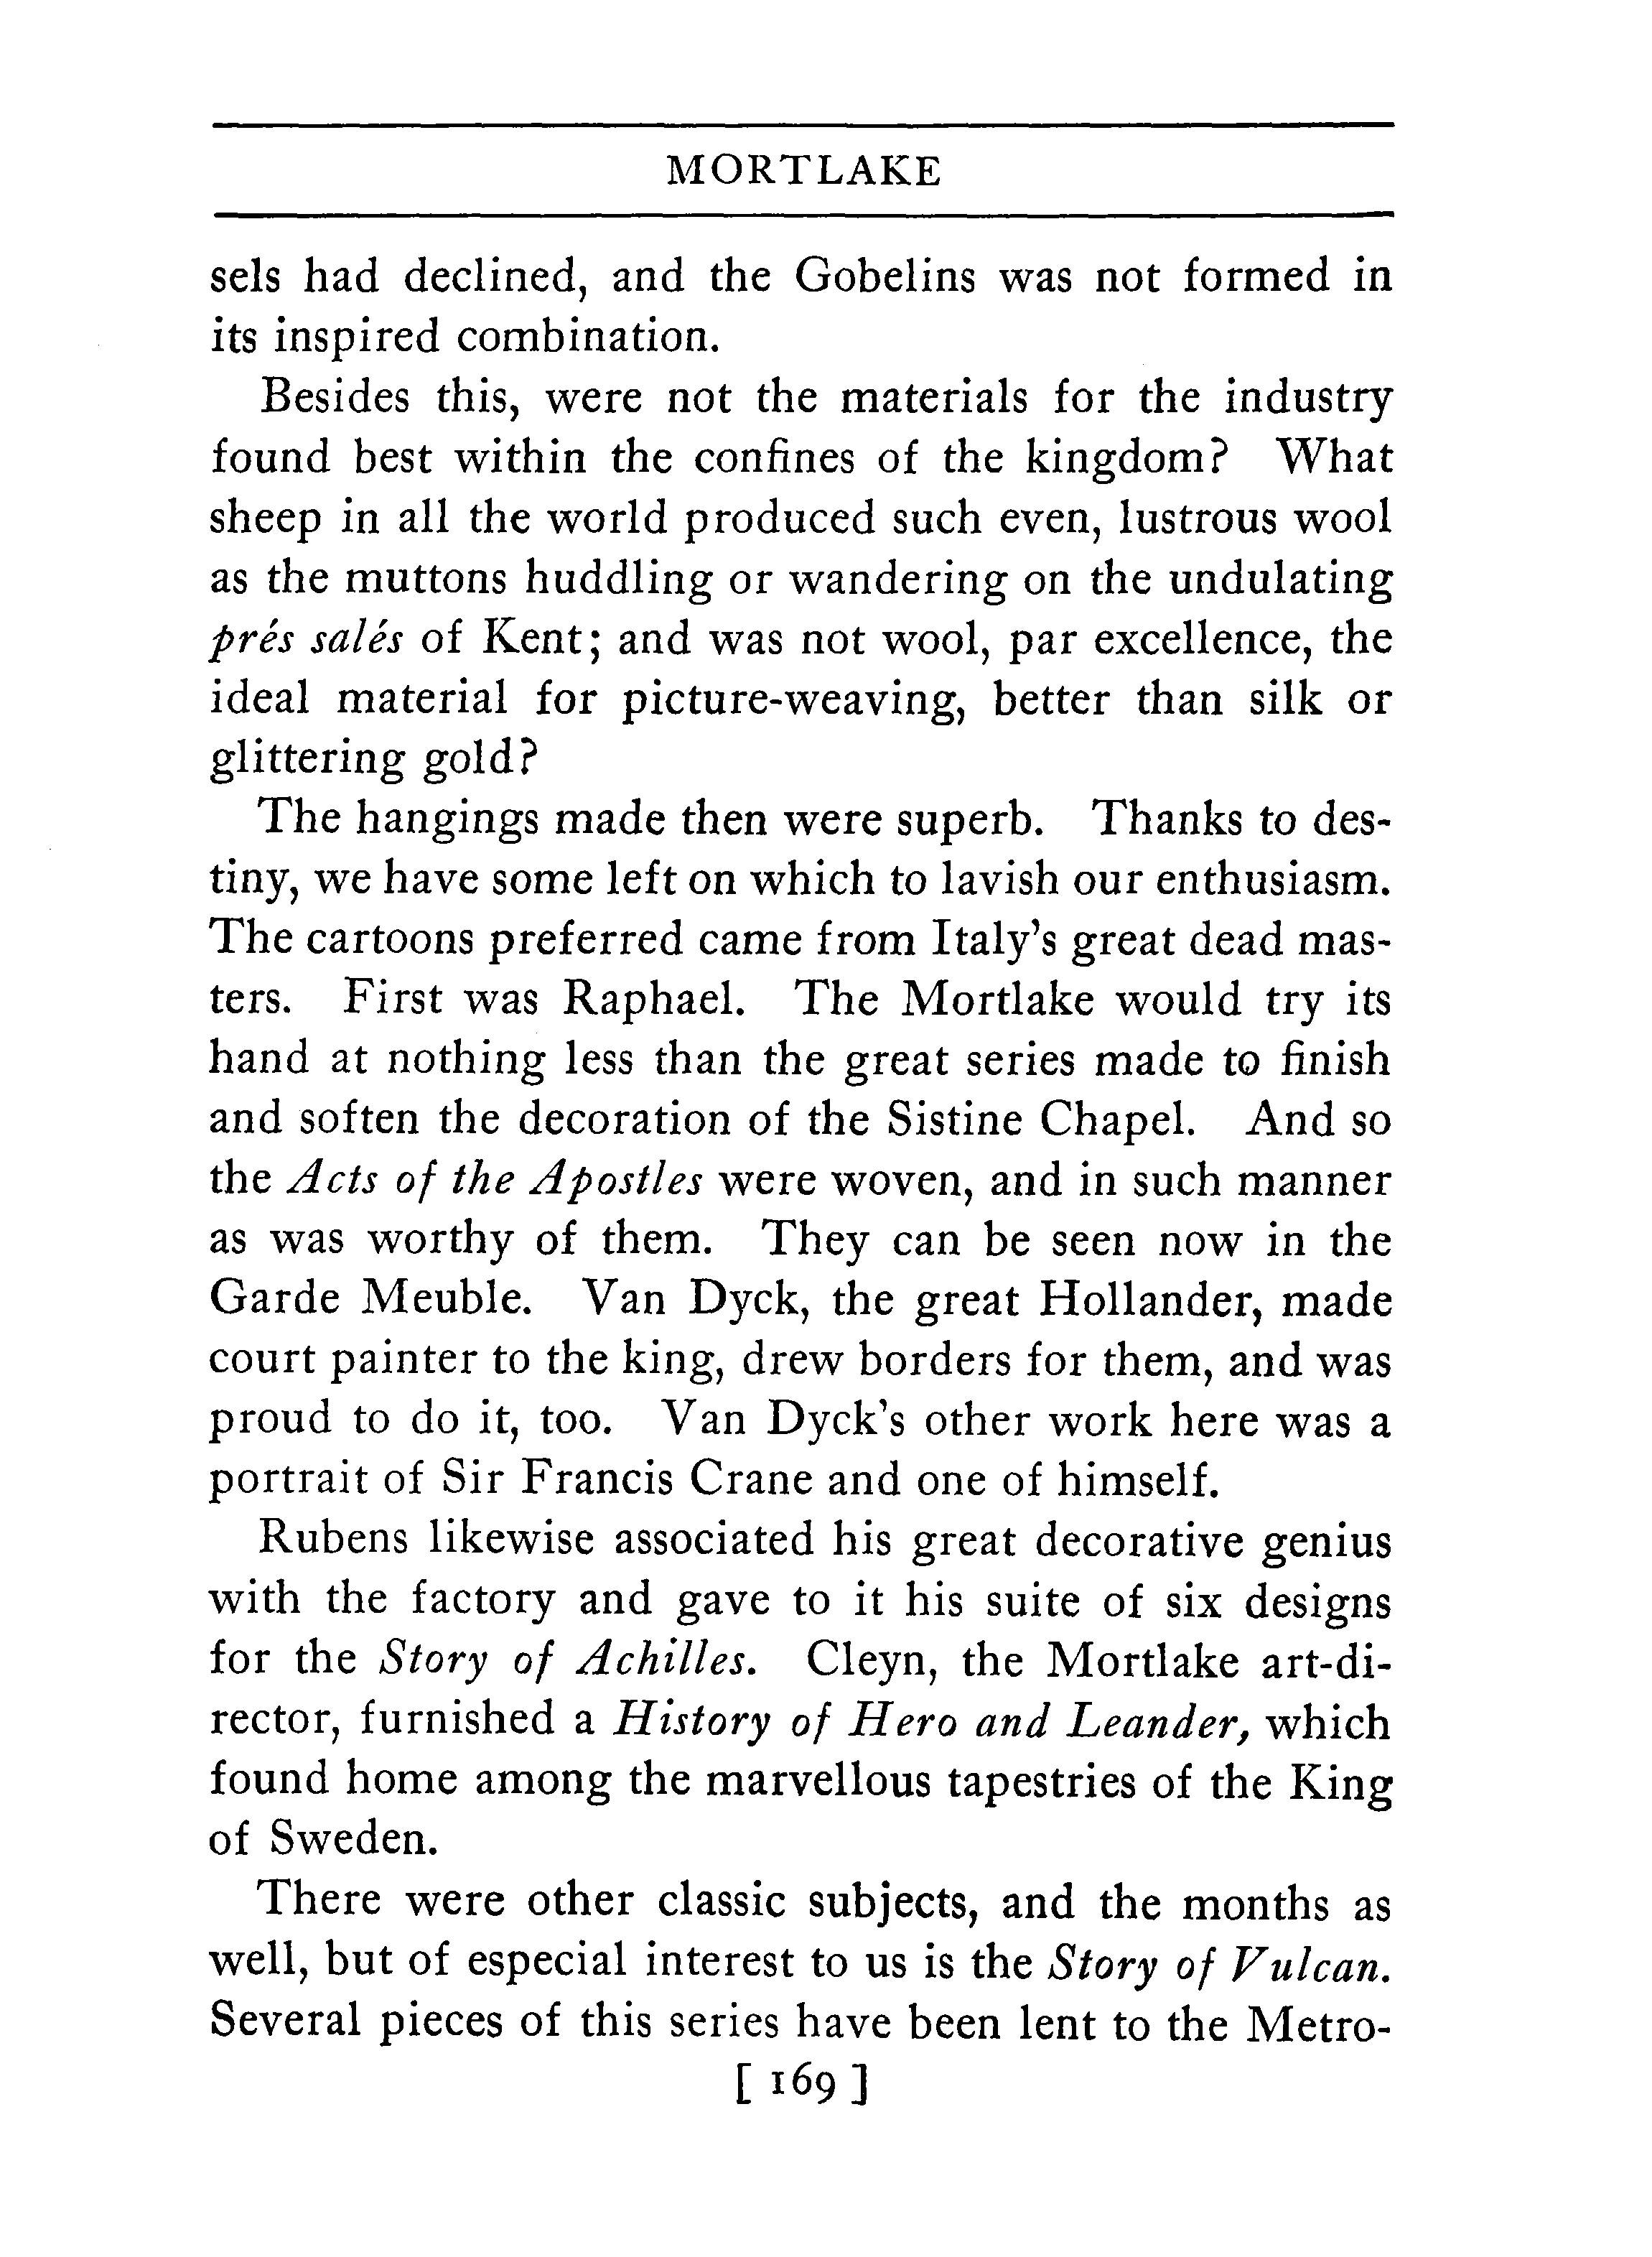 MORTLAKE
sels had declined, and the Gobelins was not formed in
its inspired combination.
Besides this, were not the materials for the industry
found best within the confines of the kingdom? What
sheep in all the world produced such even, lustrous wool
as the muttons huddling or wandering on the undulating
prés salés of Kent; and was not wool, par excellence, the
ideal material for picture-weaving, better than silk or
glittering gold?
The hangings made then were superb. Thanks to des-
tiny, we have some left on which to lavish our enthusiasm.
The cartoons preferred came from Italy's great dead mas-
ters. First was Raphael. The Mortlake would try its
hand at nothing less than the great series made to finish
and soften the decoration of the Sistine Chapel. And so
the Acts of the Apostles were woven, and in such manner
as was worthy of them. They can be seen now in the
Garde Meuble. Van Dyck, the great Hollander, made
court painter to the king, drew borders for them, and was
proud to do it, too. Van Dyck's other work here was a
portrait of Sir Francis Crane and one of himself.
Rubens likewise associated his great decorative genius
with the factory and gave to it his suite of six designs
for the Story of Achilles. Cleyn, the Mortlake art-di-
rector, furnished a History of Hero and Leander, which
found home among the marvellous tapestries of the King
of Sweden.
There were other classic subjects, and the months as
well, but of especial interest to us is the Story of Vulcan.
Several pieces of this series have been lent to the Metro-
[ 169 ]